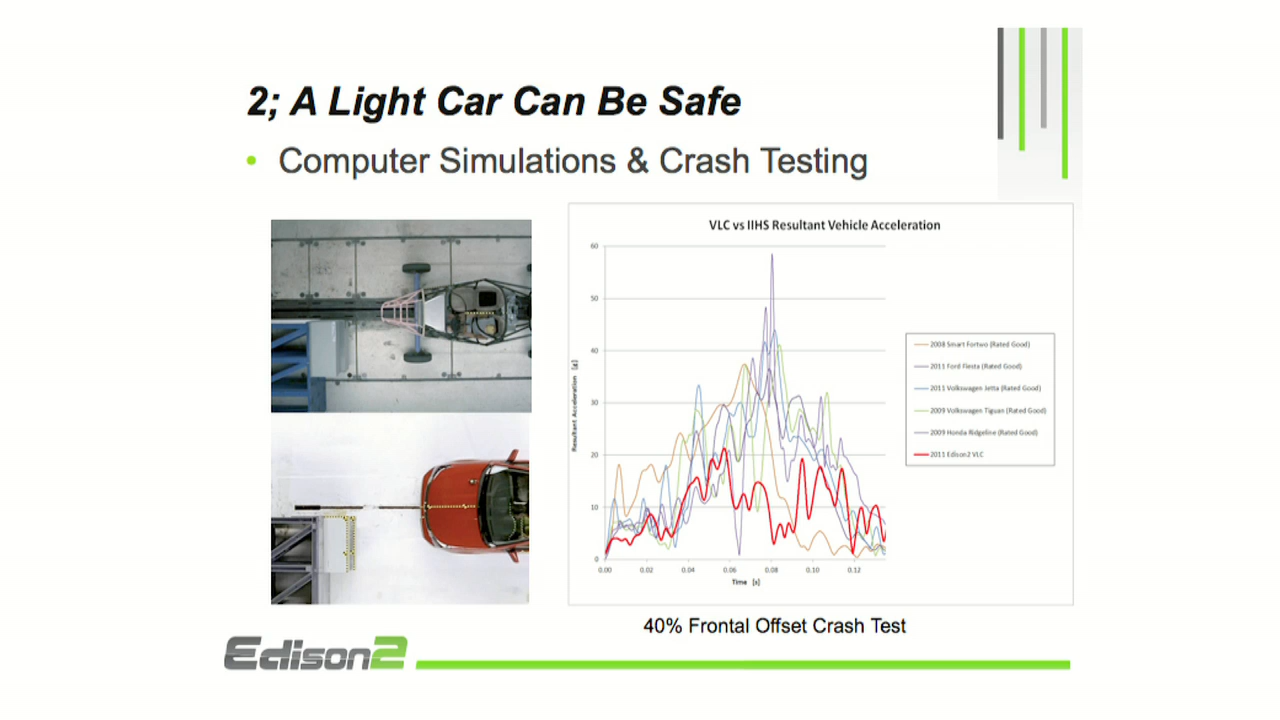 2; A Light Car Can Be Safe
• Computer Simulations & Crash Testing
VLC vs IIHS Resultant Vehicle Acceleration
60
50
40
30
20
10
0
Resultant Acceleration [g]
0.00 0.02 0.04 0.06 0.08 0.10 0.12
Time [s]
2008 Smart Fortwo (Rated Good)
2011 Ford Fiesta (Rated Good)
2011 Volkswagen Jetta (Rated Good)
2009 Volkswagen Tiguan (Rated Good)
2009 Honda Ridgeline (Rated Good)
2011 Edison2 VLC
40% Frontal Offset Crash Test
Edison2